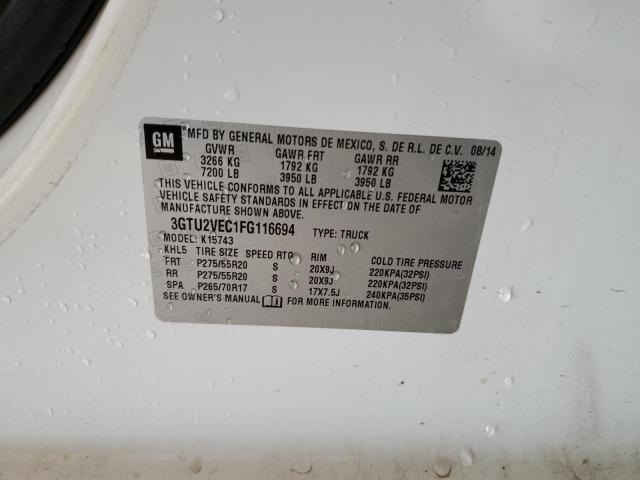 GM MFD BY GENERAL MOTORS DE MEXICO, S. DE R.L. DE C.V. 08/14
GVWR GAWR FRT GAWR RR
3266 KG 1792 KG 1792 KG
7200 LB 3950 LB 3950 LB
THIS VEHICLE CONFORMS TO ALL APPLICABLE U.S. FEDERAL MOTOR
VEHICLE SAFETY STANDARDS IN EFFECT ON THE DATE OF
MANUFACTURE SHOWN ABOVE.
3GTU2VEC1FG116694 TYPE: TRUCK
MODEL: K15743
KHL5 TIRE SIZE SPEED RTG RIM COLD TIRE PRESSURE
FRT P275/55R20 S 20X9J 220KPA(32PSI)
RR P275/55R20 S 20X9J 220KPA(32PSI)
SPA P265/70R17 S 17X7.5J 240KPA(35PSI)
SEE OWNER'S MANUAL FOR MORE INFORMATION.